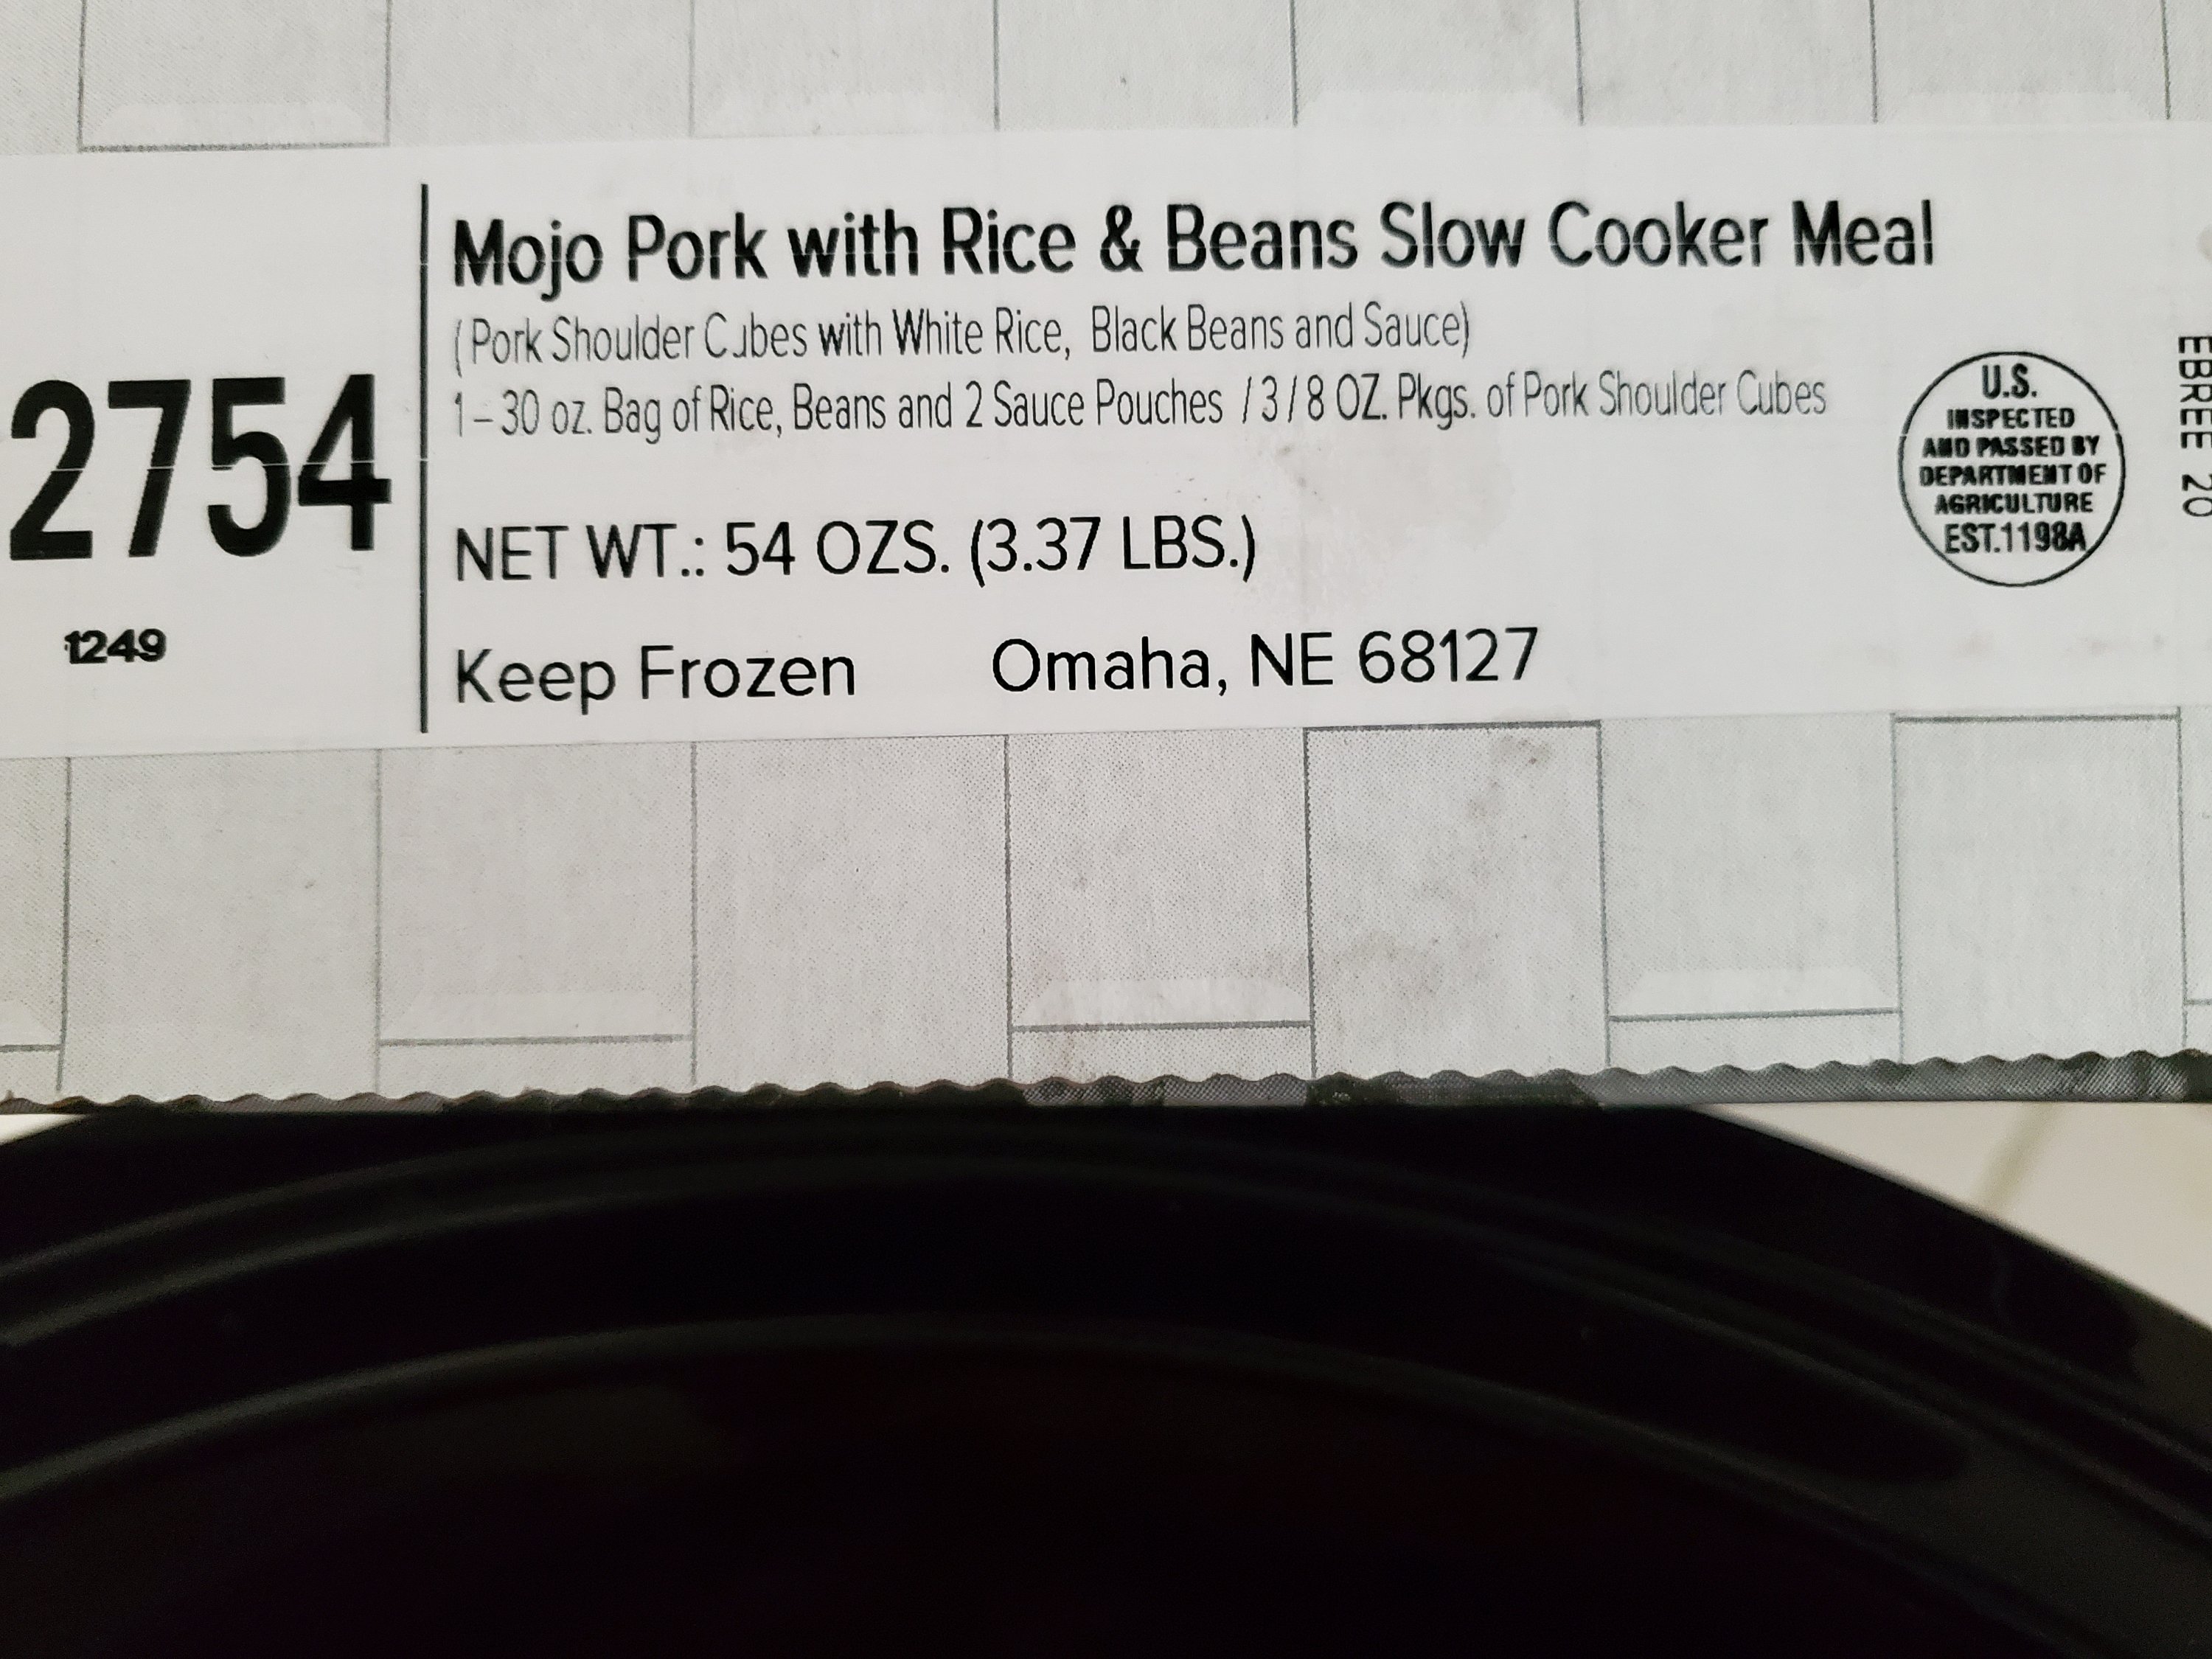 2754
1249
Mojo Pork with Rice & Beans Slow Cooker Meal
(Pork Shoulder Cubes with White Rice, Black Beans and Sauce)
1 – 30 oz. Bag of Rice, Beans and 2 Sauce Pouches / 3 / 8 OZ. Pkgs. of Pork Shoulder Cubes
NET WT.: 54 OZS. (3.37 LBS.)
Keep Frozen Omaha, NE 68127
U.S.
INSPECTED
AND PASSED BY
DEPARTMENT OF
AGRICULTURE
EST.1198A
EBREE 20